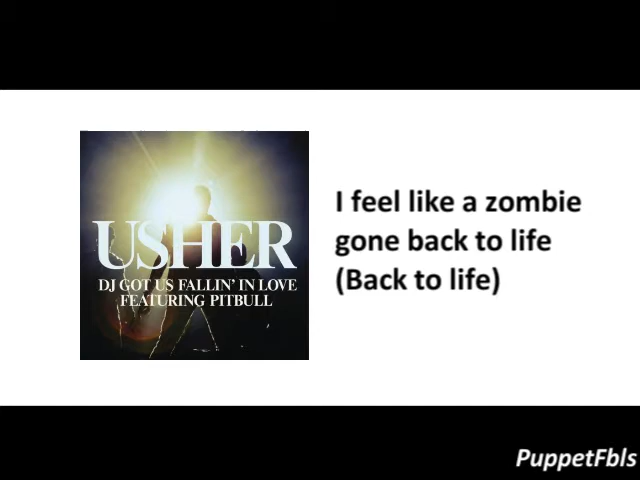 USHER
DJ GOT US FALLIN' IN LOVE
FEATURING PITBULL
I feel like a zombie
gone back to life
(Back to life)
PuppetFbls